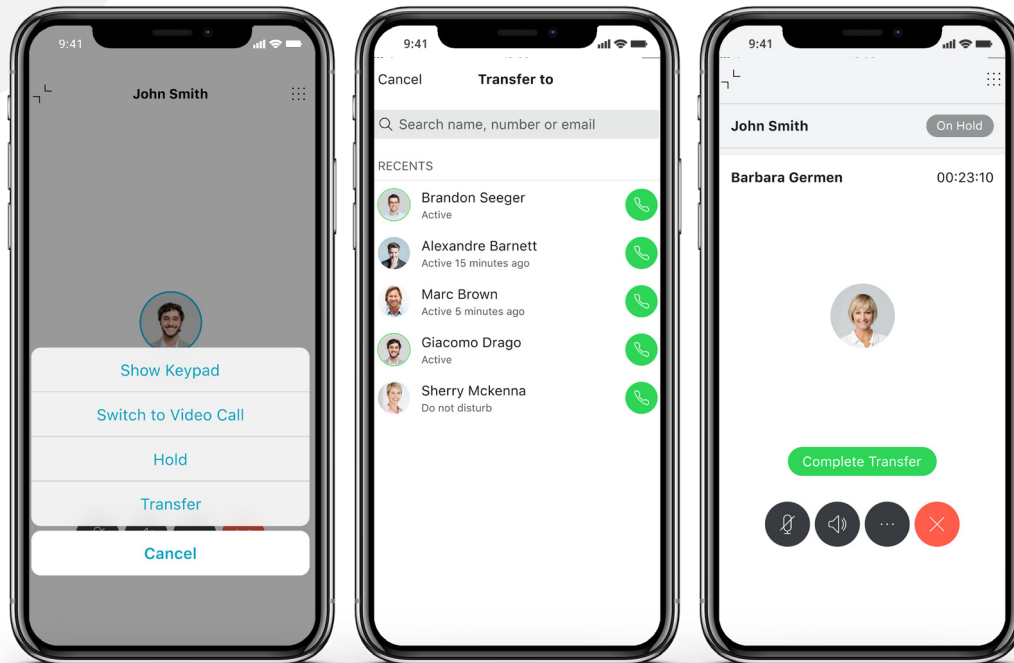 9:41
John Smith
Show Keypad
Switch to Video Call
Hold
Transfer
Cancel
9:41
Cancel
Transfer to
Search name, number or email
RECENTS
Brandon Seeger
Active
Alexandre Barnett
Active 15 minutes ago
Marc Brown
Active 5 minutes ago
Giacomo Drago
Active
Sherry Mckenna
Do not disturb
9:41
John Smith
On Hold
Barbara Germen
00:23:10
Complete Transfer